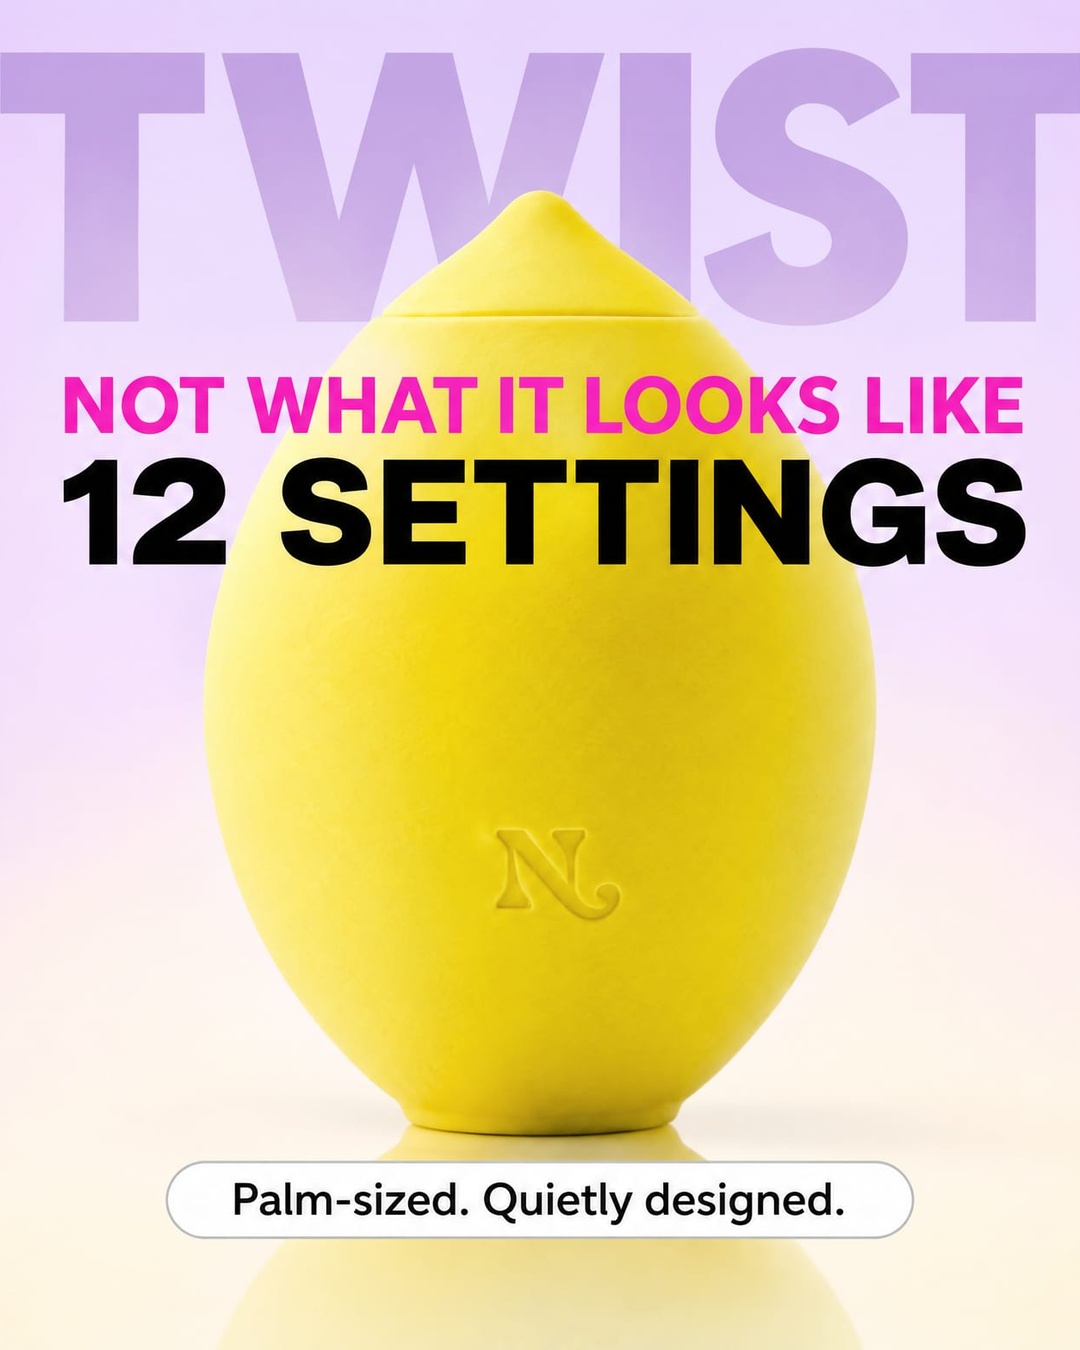 TWIST
NOT WHAT IT LOOKS LIKE
12 SETTINGS
N
Palm-sized. Quietly designed.